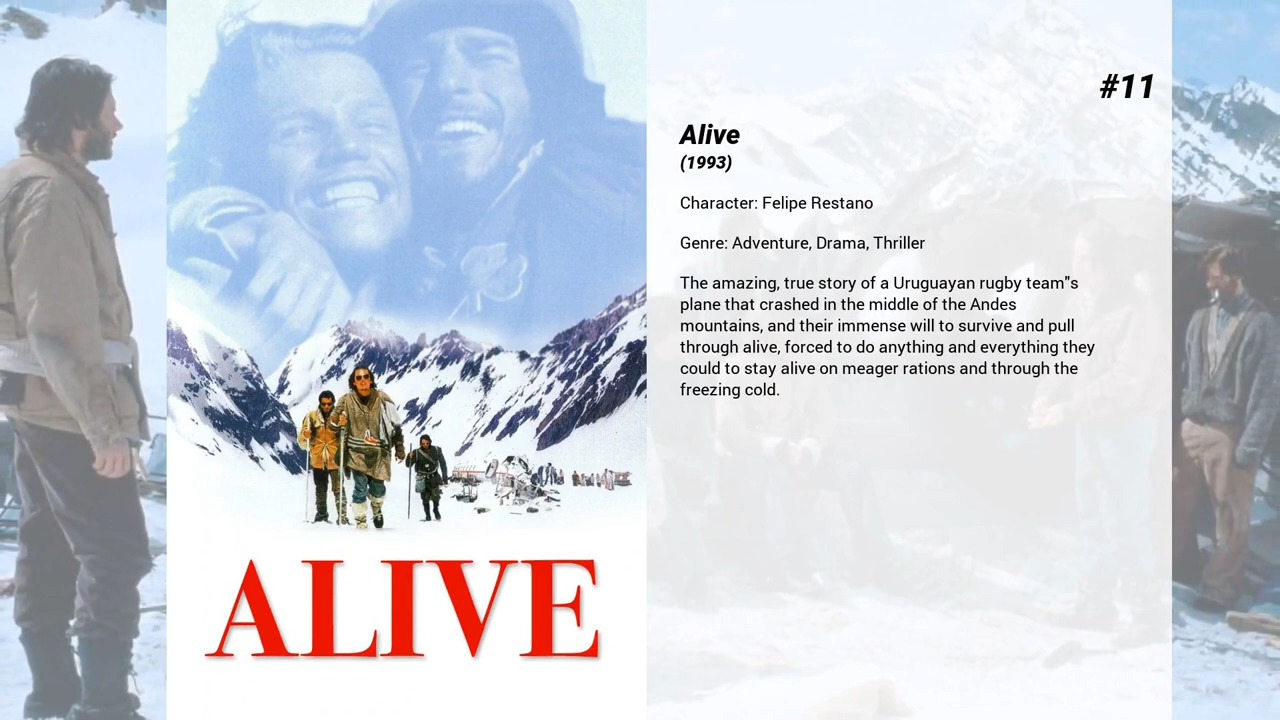 #11
Alive
(1993)
Character: Felipe Restano
Genre: Adventure, Drama, Thriller
The amazing, true story of a Uruguayan rugby team"s
plane that crashed in the middle of the Andes
mountains, and their immense will to survive and pull
through alive, forced to do anything and everything they
could to stay alive on meager rations and through the
freezing cold.
ALIVE